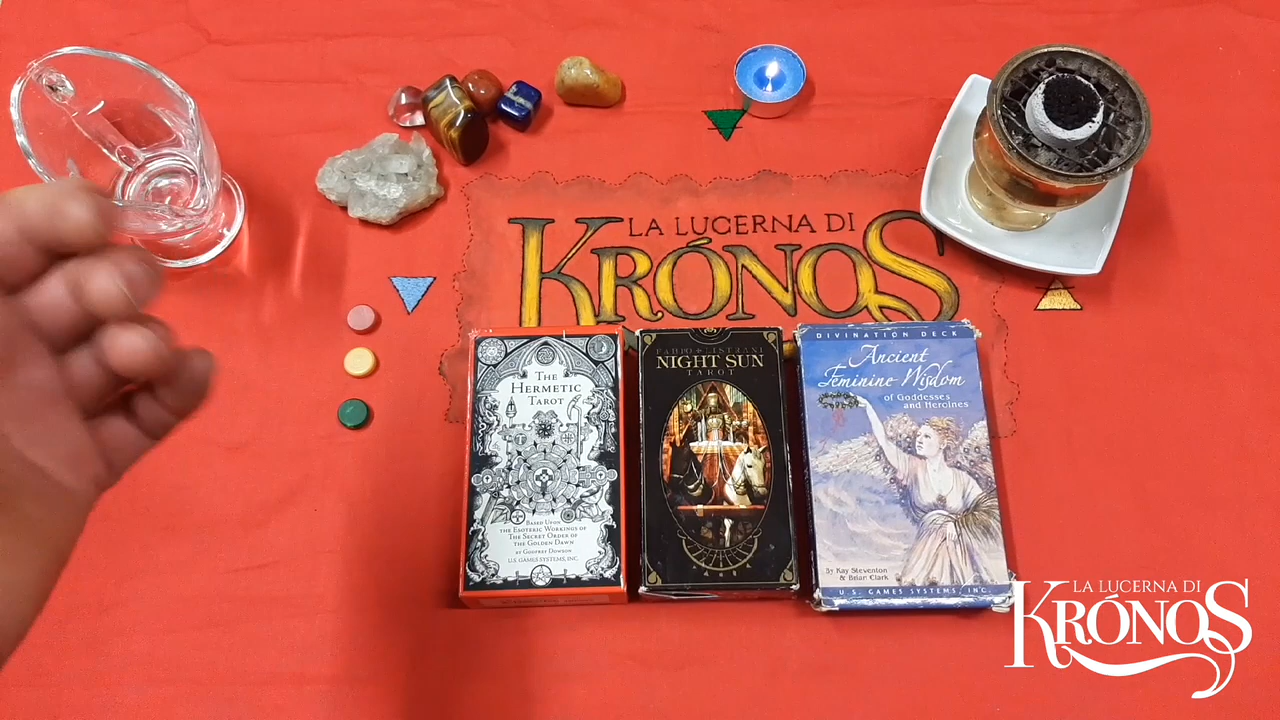 LA LUCERNA DI
KRÓNOS
THE
HERMETIC
TAROT
BASED UPON
THE ESOTERIC WORKINGS OF
THE SECRET ORDER OF
THE GOLDEN DAWN
BY GODFREY DOWSON
U.S. GAMES SYSTEMS, INC.
NIGHT SUN
TAROT
DIVINATION DECK
Ancient
Feminine Wisdom
of Goddesses
and Heroines
By Kay Steventon
& Brian Clark
U.S. GAMES SYSTEMS, INC.
LA LUCERNA DI
KRÓNOS